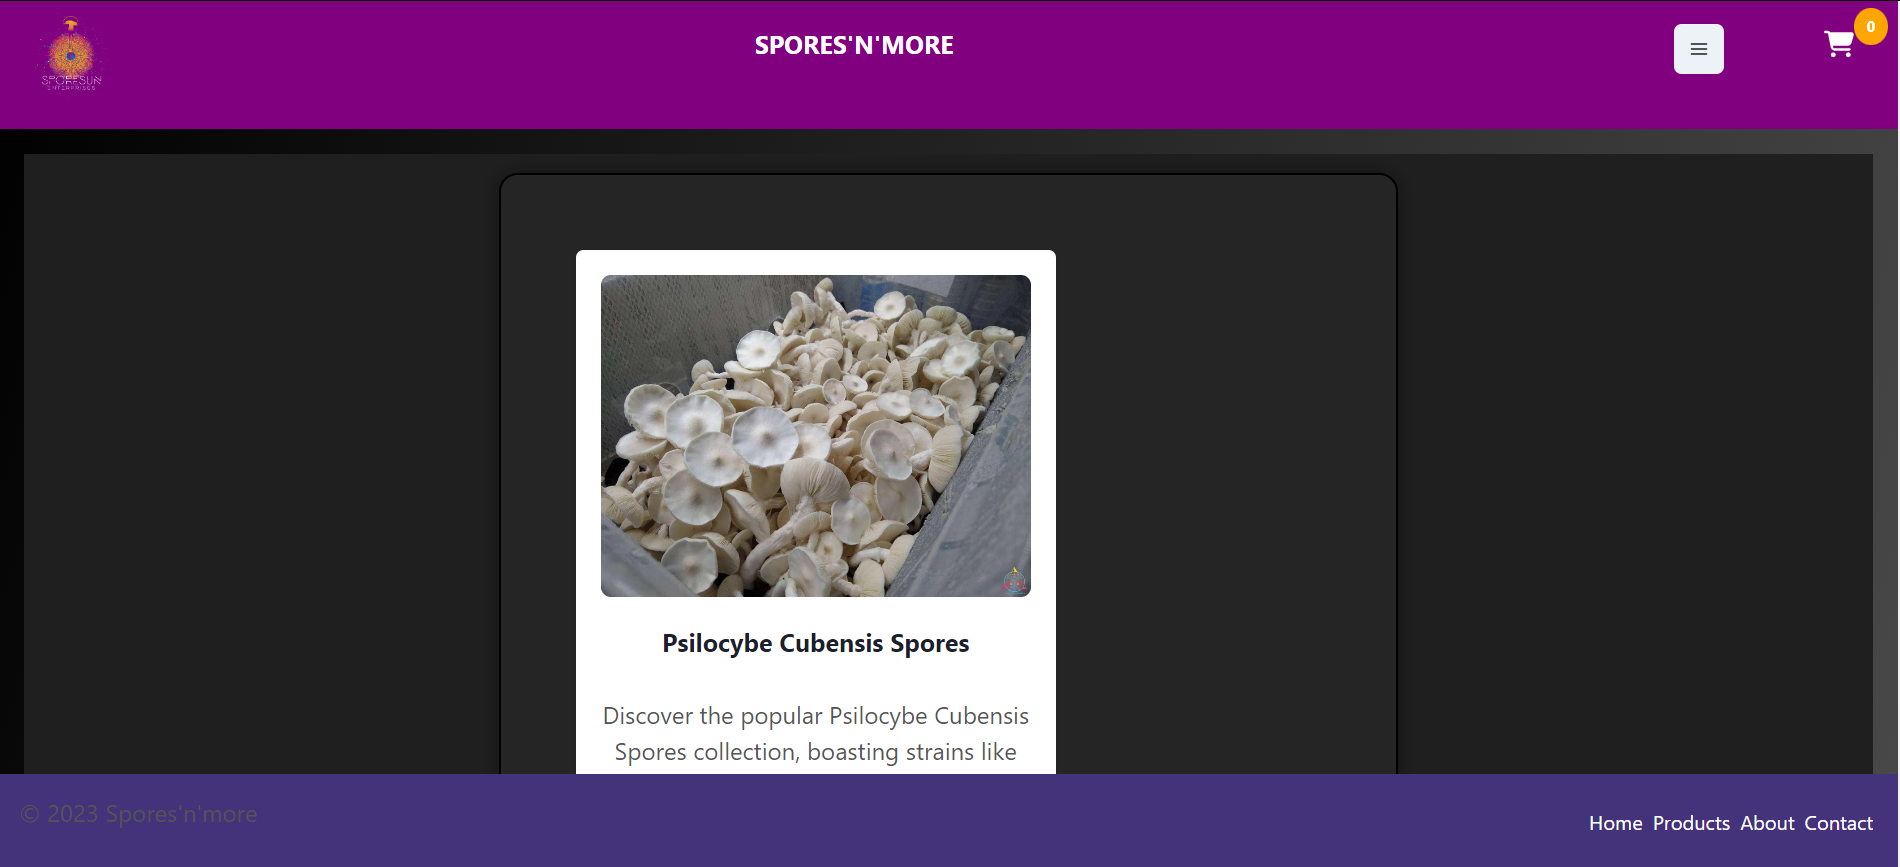 SPORESUN
ENTERPRISES
SPORES'N'MORE
0
Psilocybe Cubensis Spores
Discover the popular Psilocybe Cubensis
Spores collection, boasting strains like
© 2023 Spores'n'more
Home Products About Contact